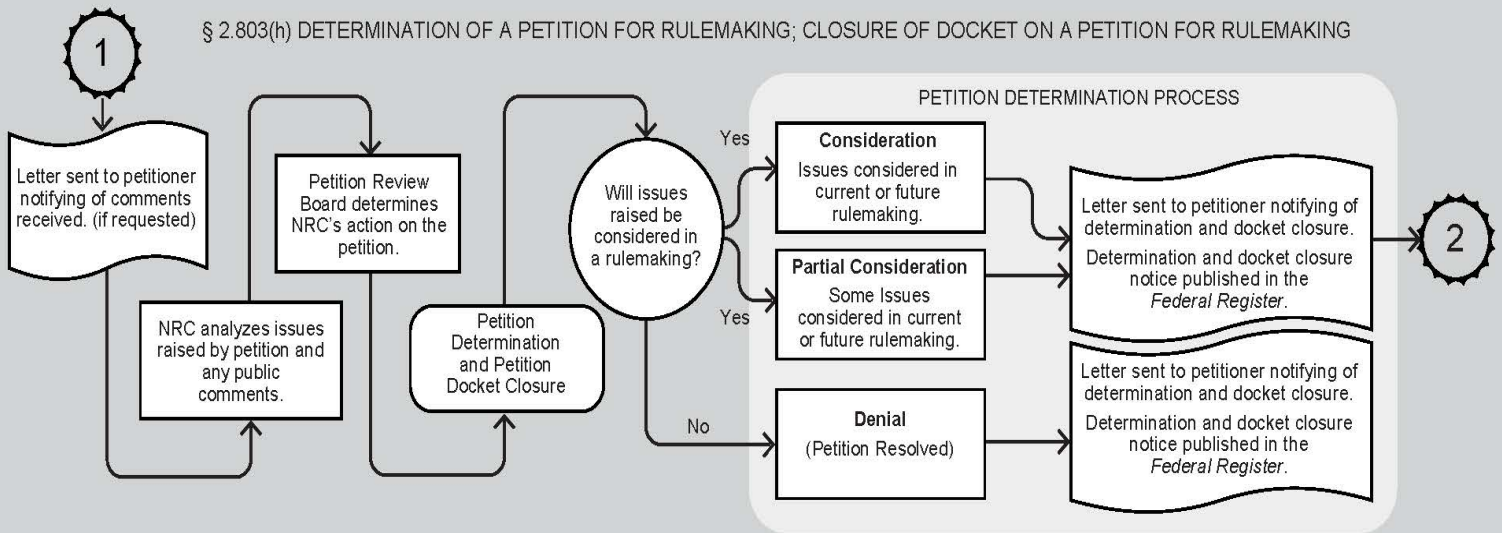 § 2.803(h) DETERMINATION OF A PETITION FOR RULEMAKING; CLOSURE OF DOCKET ON A PETITION FOR RULEMAKING
1
Letter sent to petitioner
notifying of comments
received. (if requested)
NRC analyzes issues
raised by petition and
any public
comments.
Petition Review
Board determines
NRC’s action on the
petition.
Petition
Determination
and Petition
Docket Closure
Will issues
raised be
considered in
a rulemaking?
Yes
Yes
No
PETITION DETERMINATION PROCESS
Consideration
Issues considered in
current or future
rulemaking.
Partial Consideration
Some Issues
considered in current
or future rulemaking.
Denial
(Petition Resolved)
Letter sent to petitioner notifying of
determination and docket closure.
Determination and docket closure
notice published in the
Federal Register.
Letter sent to petitioner notifying of
determination and docket closure.
Determination and docket closure
notice published in the
Federal Register.
2